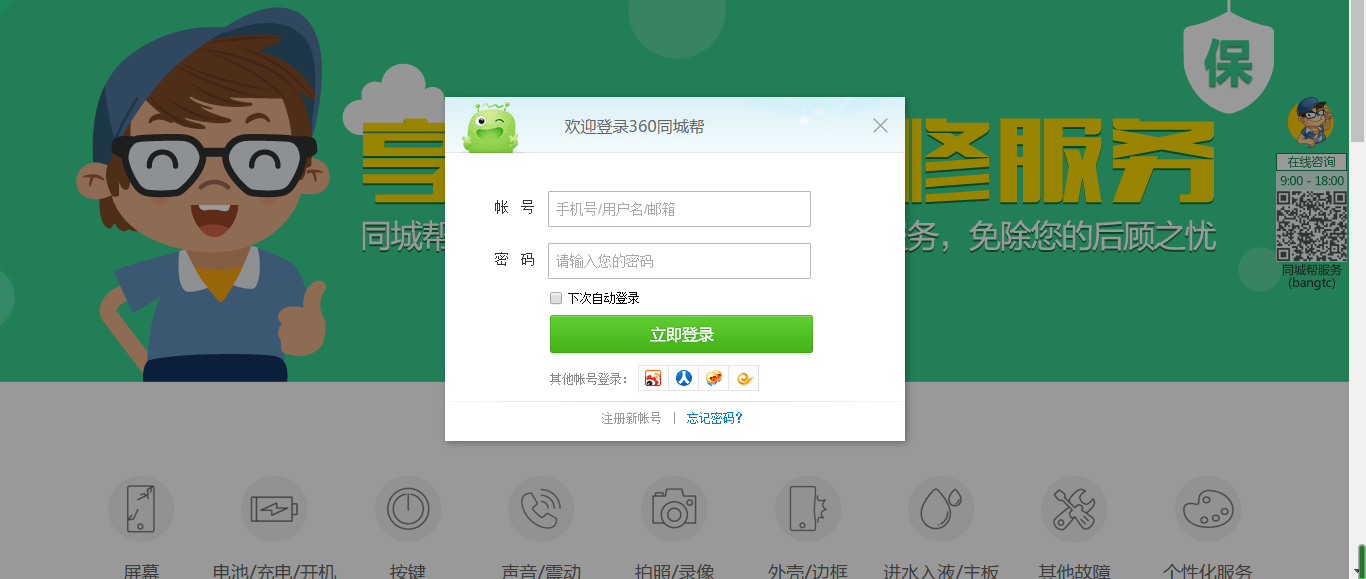 保
欢迎登录360同城帮
享 修服务
在线咨询
9:00 - 18:00
帐 号 手机号/用户名/邮箱
同城帮 务，免除您的后顾之忧
密 码 请输入您的密码
同城帮服务
(bangtc)
下次自动登录
立即登录
其他帐号登录：
注册新帐号 | 忘记密码?
屏幕 电池/充电/开机 按键 声音/震动 拍照/录像 外壳/边框 进水入液/主板 其他故障 个性化服务